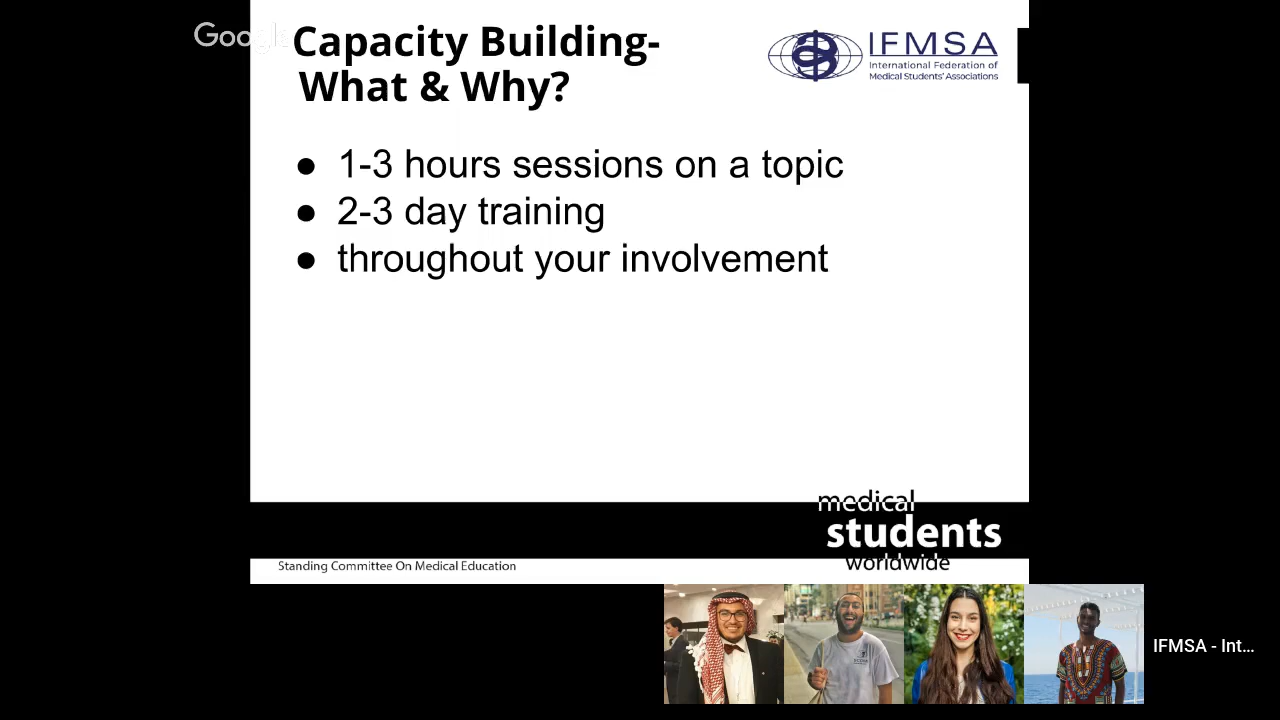 Google
Capacity Building-
What & Why?
IFMSA
International Federation of
Medical Students' Associations
● 1-3 hours sessions on a topic
● 2-3 day training
● throughout your involvement
medical
students
worldwide
Standing Committee On Medical Education
IFMSA - Int...